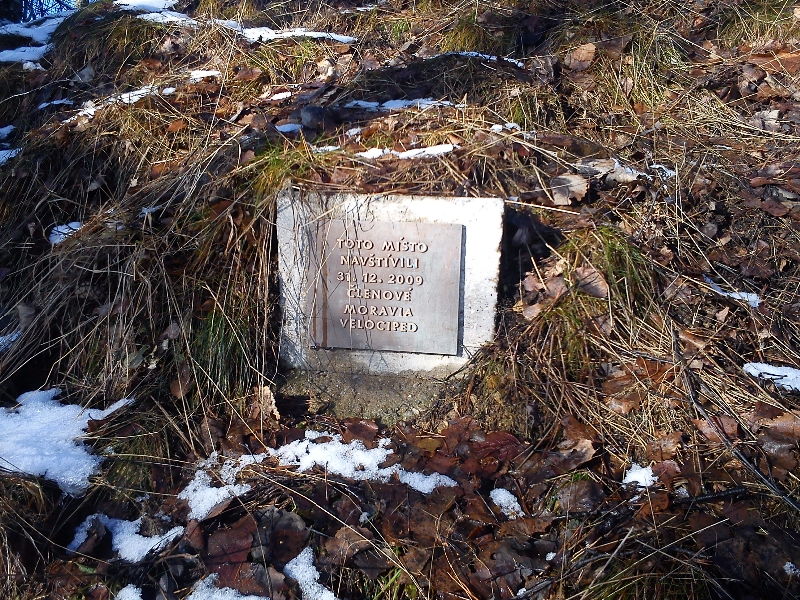 TOTO MÍSTO
NAVŠTÍVILI
31. 12. 2009
ČLENOVÉ
MORAVIA
VELOCIPED